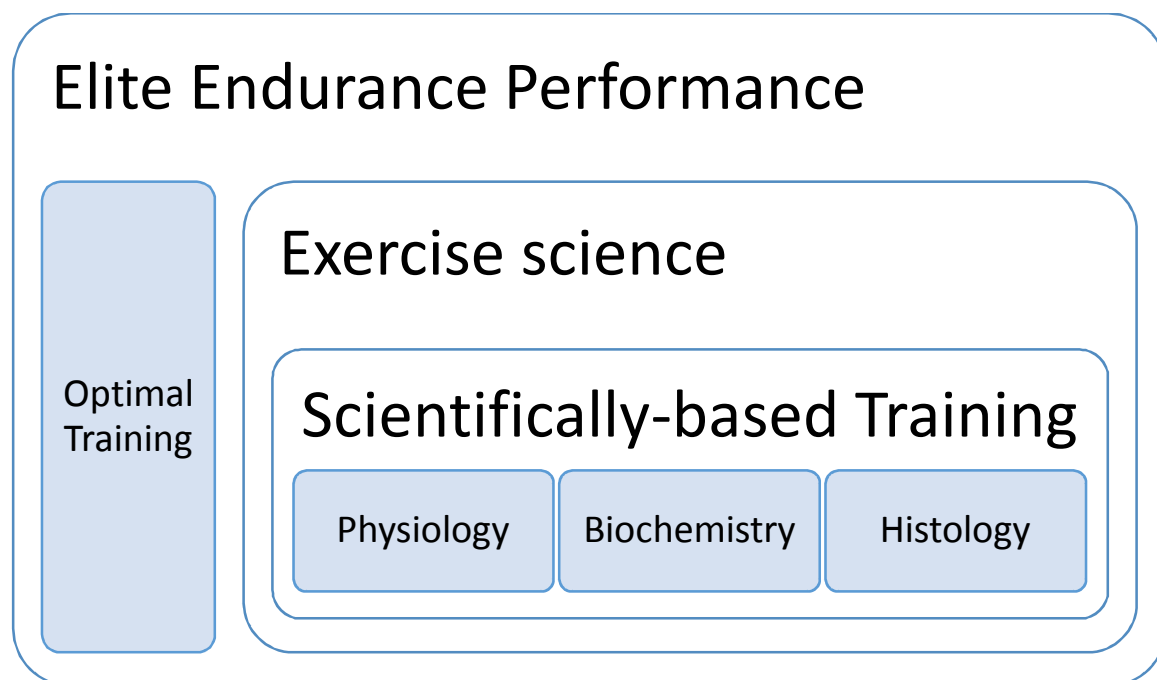 Elite Endurance Performance
Optimal
Training
Exercise science
Scientifically-based Training
Physiology
Biochemistry
Histology